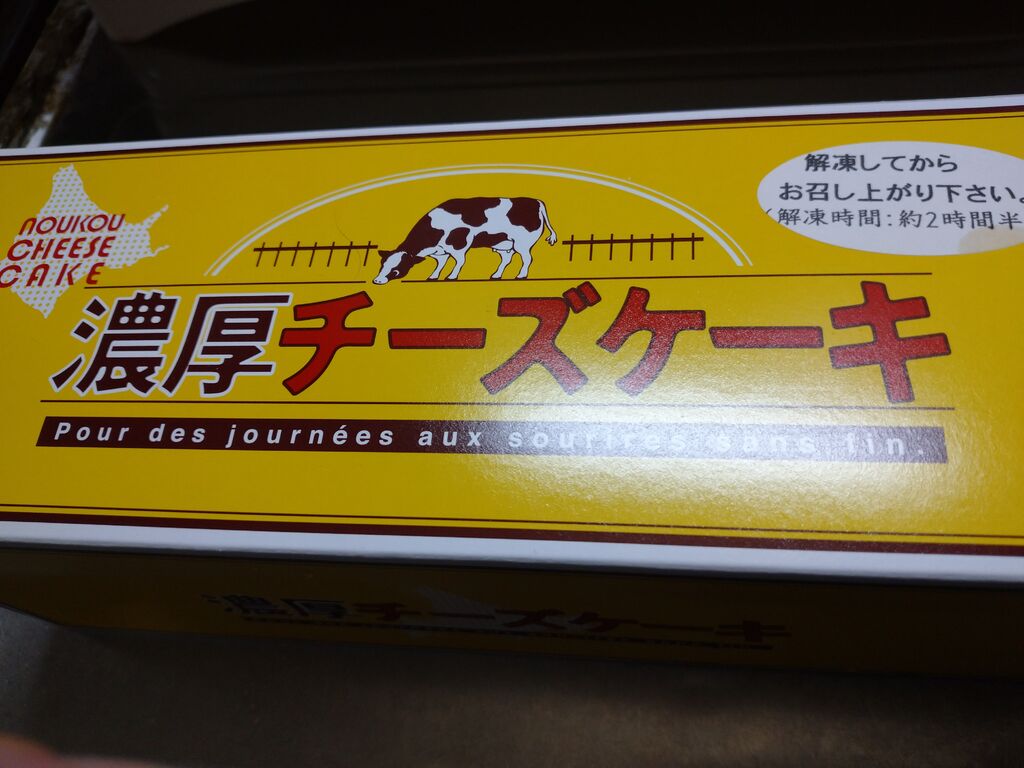 NOUKOU
CHEESE
CAKE
解凍してから
お召し上がり下さい。
(解凍時間:約2時間半
濃厚チーズケーキ
Pour des journées aux sourires sans fin.
濃厚チーズケーキ